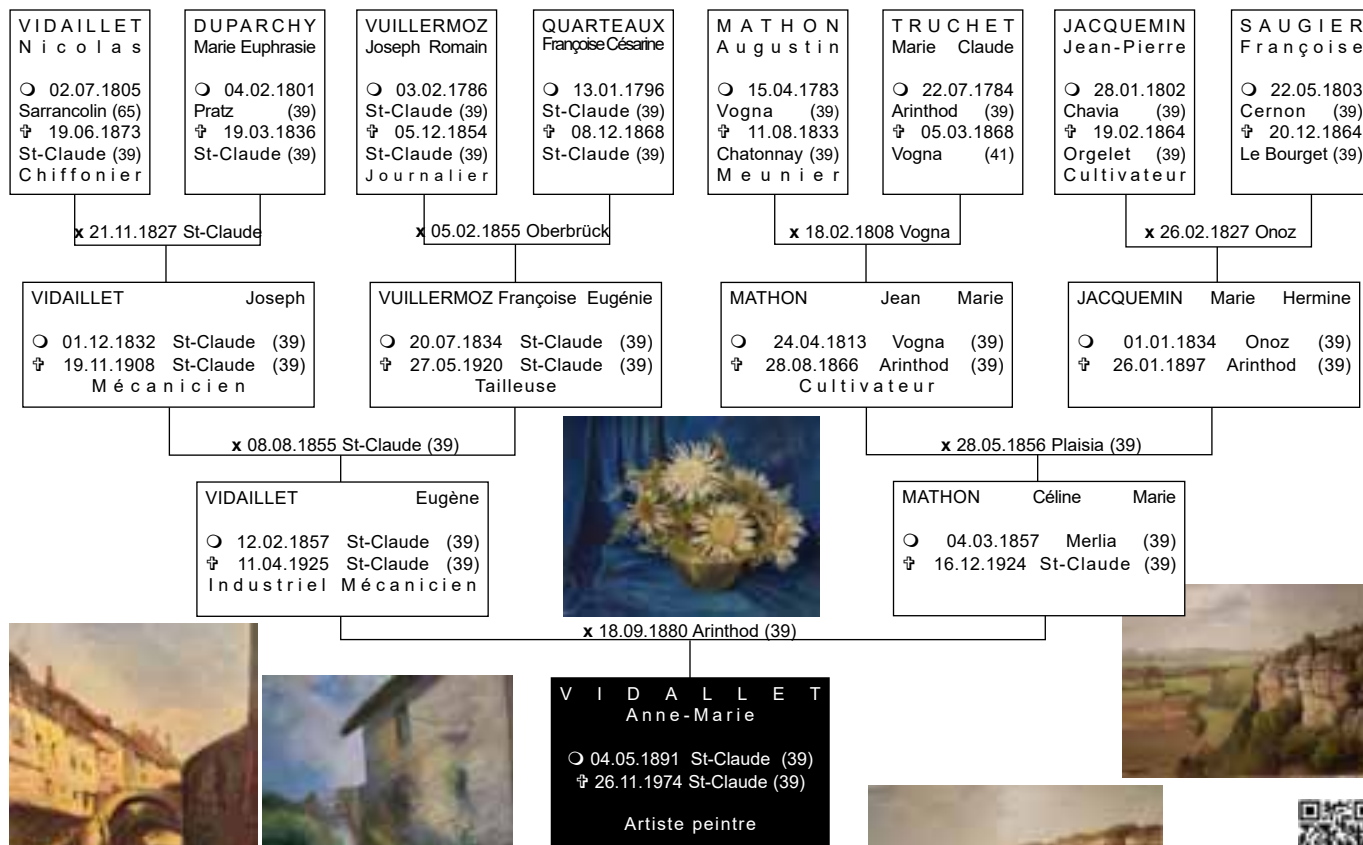 VIDAILLET
Nicolas
❍ 02.07.1805
Sarrancolin (65)
✞ 19.06.1873
St-Claude (39)
Chiffonier
DUPARCHY
Marie Euphrasie
❍ 04.02.1801
Pratz (39)
✞ 19.03.1836
St-Claude (39)
VUILLERMOZ
Joseph Romain
❍ 03.02.1786
St-Claude (39)
✞ 05.12.1854
St-Claude (39)
Journalier
QUARTEAUX
Françoise Césarine
❍ 13.01.1796
St-Claude (39)
✞ 08.12.1868
St-Claude (39)
MATHON
Augustin
❍ 15.04.1783
Vogna (39)
✞ 11.08.1833
Chatonnay (39)
Meunier
TRUCHET
Marie Claude
❍ 22.07.1784
Arinthod (39)
✞ 05.03.1868
Vogna (41)
JACQUEMIN
Jean-Pierre
❍ 28.01.1802
Chavia (39)
✞ 19.02.1864
Orgelet (39)
Cultivateur
SAUGIER
Françoise
❍ 22.05.1803
Cernon (39)
✞ 20.12.1864
Le Bourget (39)
x 21.11.1827 St-Claude
x 05.02.1855 Oberbrück
x 18.02.1808 Vogna
x 26.02.1827 Onoz
VIDAILLET Joseph
❍ 01.12.1832 St-Claude (39)
✞ 19.11.1908 St-Claude (39)
Mécanicien
VUILLERMOZ Françoise Eugénie
❍ 20.07.1834 St-Claude (39)
✞ 27.05.1920 St-Claude (39)
Tailleuse
MATHON Jean Marie
❍ 24.04.1813 Vogna (39)
✞ 28.08.1866 Arinthod (39)
Cultivateur
JACQUEMIN Marie Hermine
❍ 01.01.1834 Onoz (39)
✞ 26.01.1897 Arinthod (39)
x 08.08.1855 St-Claude (39)
x 28.05.1856 Plaisia (39)
VIDAILLET Eugène
❍ 12.02.1857 St-Claude (39)
✞ 11.04.1925 St-Claude (39)
Industriel Mécanicien
MATHON Céline Marie
❍ 04.03.1857 Merlia (39)
✞ 16.12.1924 St-Claude (39)
x 18.09.1880 Arinthod (39)
VIDALLET
Anne-Marie
❍ 04.05.1891 St-Claude (39)
✞ 26.11.1974 St-Claude (39)
Artiste peintre